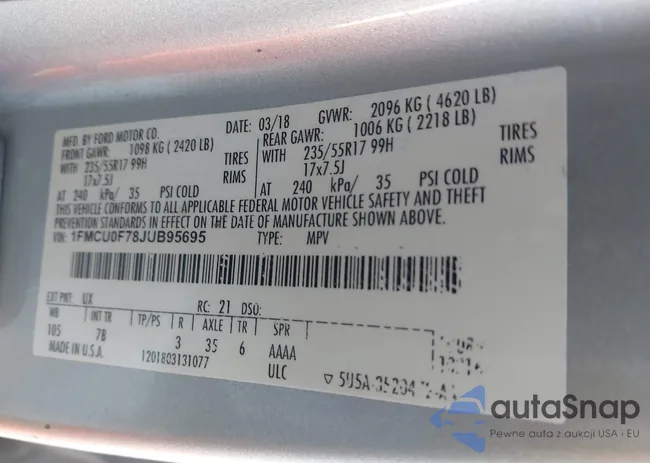 MFD. BY FORD MOTOR CO.
DATE: 03/18 GVWR: 2096 KG ( 4620 LB)
FRONT GAWR: 1098 KG ( 2420 LB)
REAR GAWR: 1006 KG ( 2218 LB)
WITH 235/55R17 99H TIRES
WITH 235/55R17 99H TIRES
17x7.5J RIMS
17x7.5J RIMS
AT 240 kPa/ 35 PSI COLD
AT 240 kPa/ 35 PSI COLD
THIS VEHICLE CONFORMS TO ALL APPLICABLE FEDERAL MOTOR VEHICLE SAFETY AND THEFT
PREVENTION STANDARDS IN EFFECT ON THE DATE OF MANUFACTURE SHOWN ABOVE.
VIN: 1FMCU0F78JUB95695 TYPE: MPV
EXT PNT: UX RC: 21 DSO:
WB INT TR TP/PS R AXLE TR SPR
105 7B 3 35 6 AAAA
MADE IN U.S.A. 1201803131077 ULC
autaSnap
Pewne auta z aukcji USA i EU